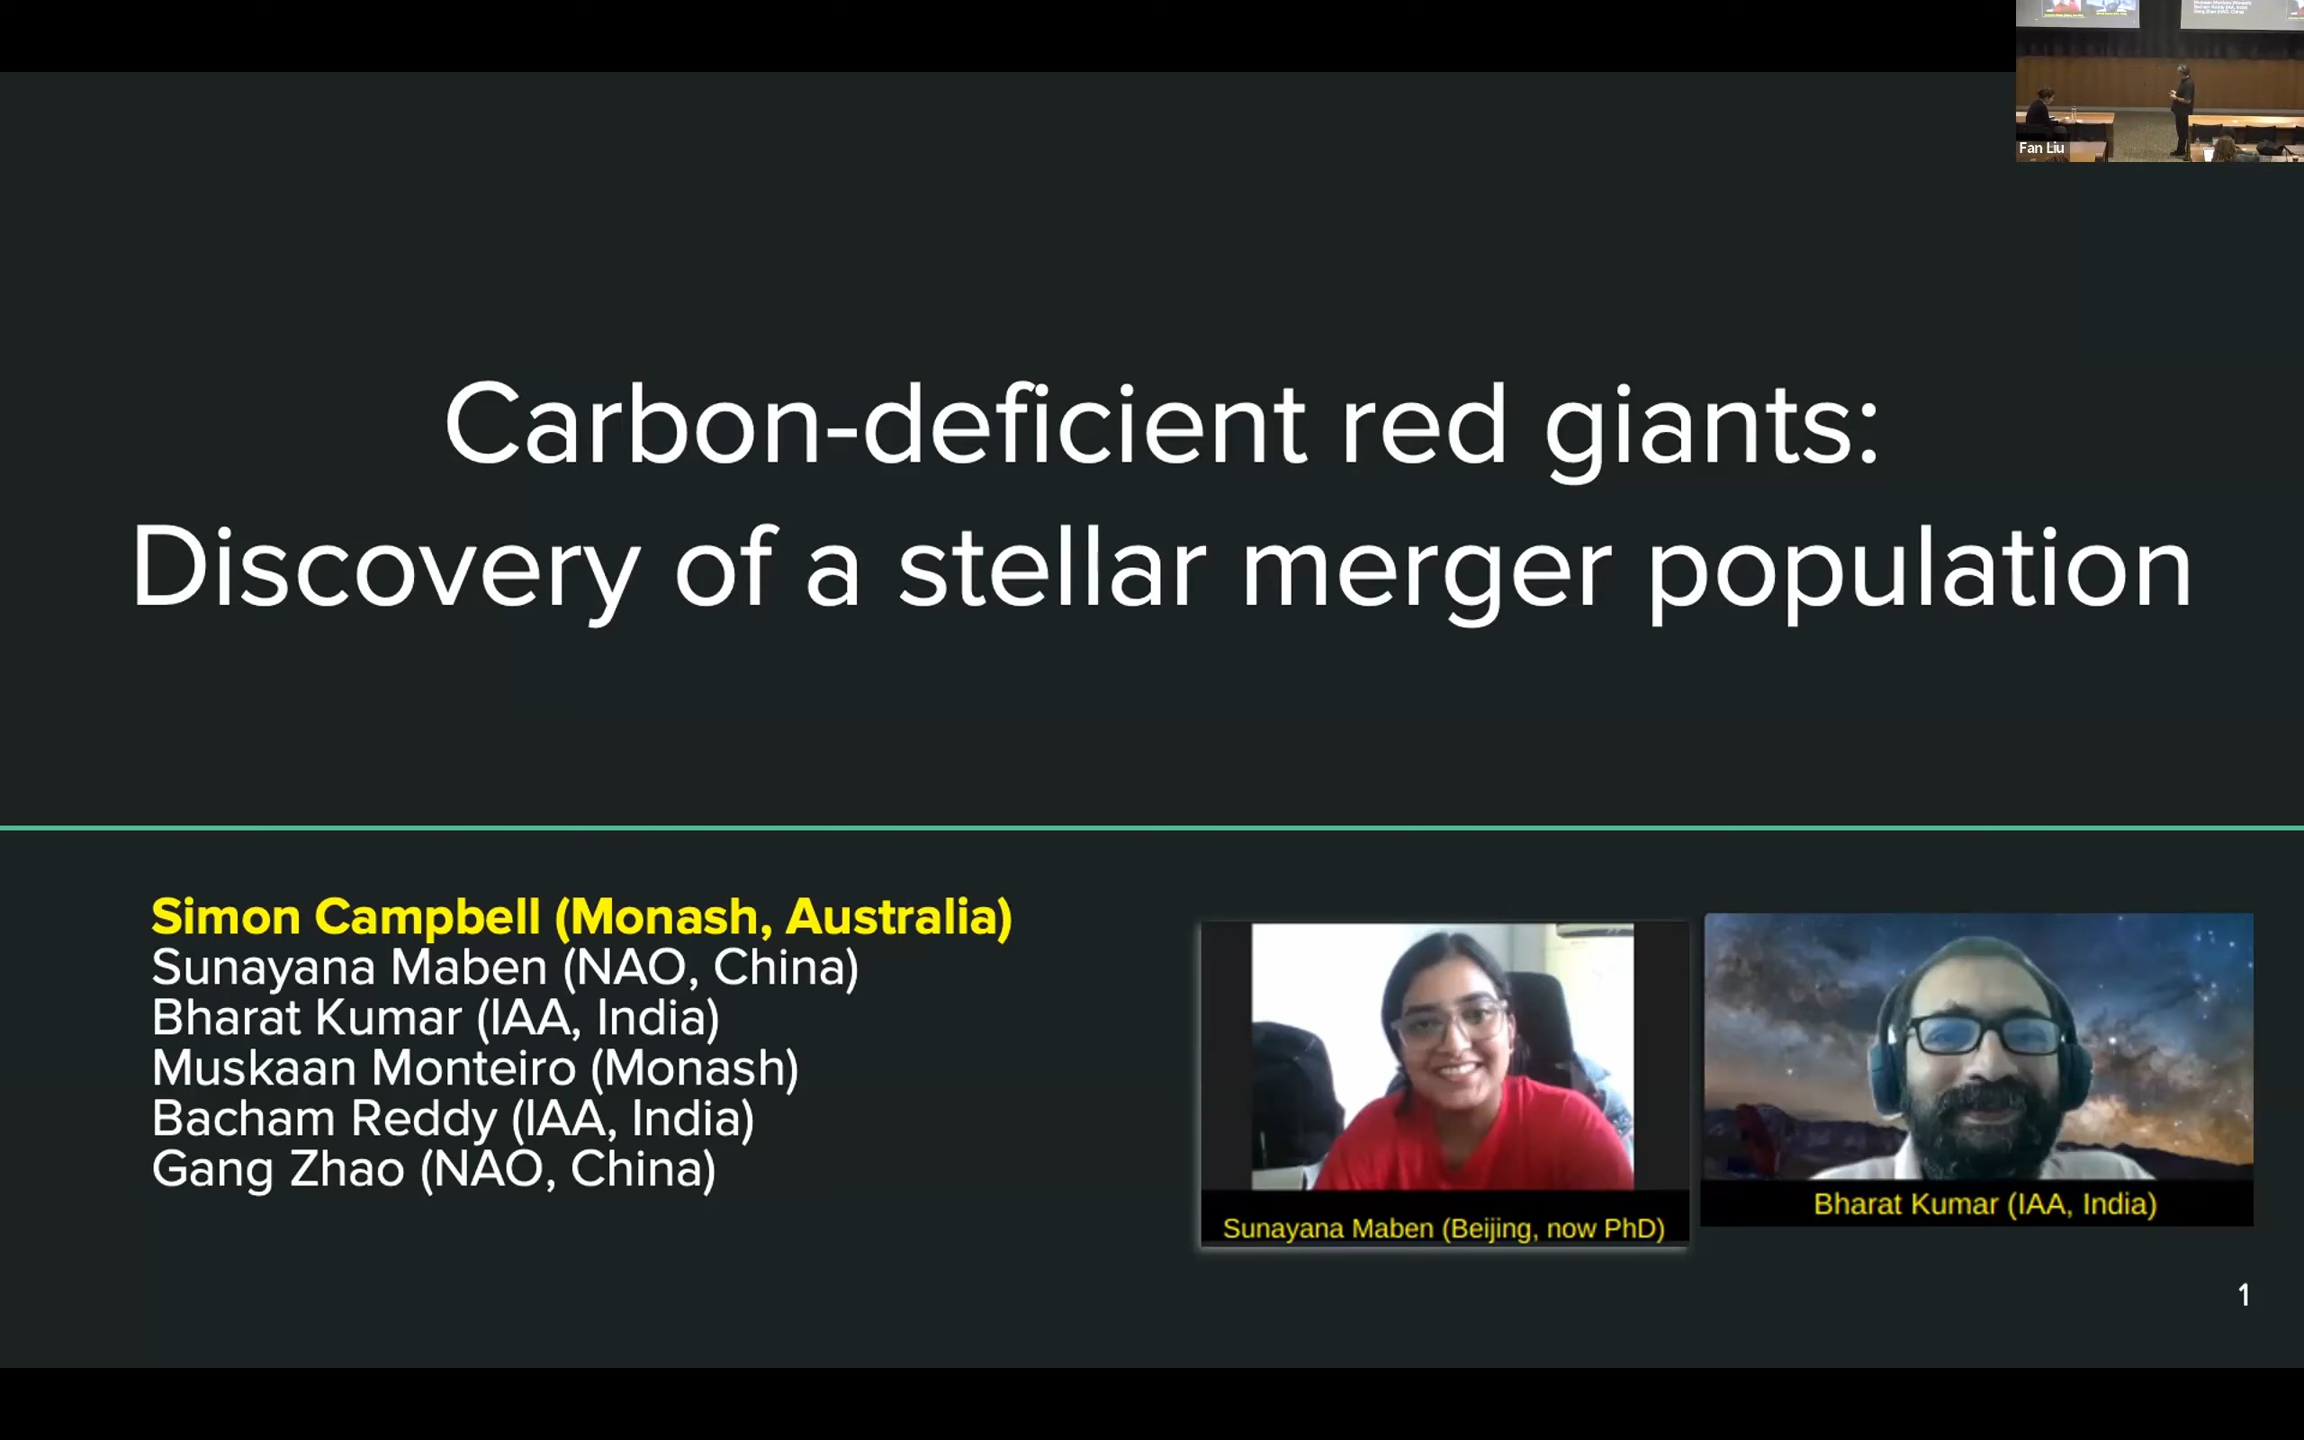 Fan Liu
Carbon-deficient red giants:
Discovery of a stellar merger population
Simon Campbell (Monash, Australia)
Sunayana Maben (NAO, China)
Bharat Kumar (IAA, India)
Muskaan Monteiro (Monash)
Bacham Reddy (IAA, India)
Gang Zhao (NAO, China)
Sunayana Maben (Beijing, now PhD)
Bharat Kumar (IAA, India)
1